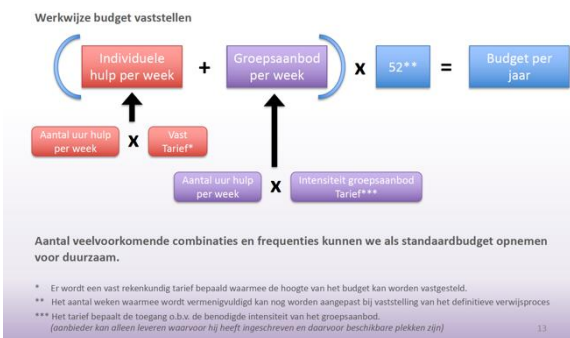 Werkwijze budget vaststellen
Individuele
hulp per week
+
Groepsaanbod
per week
x
52**
=
Budget per
jaar
Aantal uur hulp
per week
x
Vast
Tarief*
Aantal uur hulp
per week
x
Intensiteit groepsaanbod
Tarief***
Aantal veelvoorkomende combinaties en frequenties kunnen we als standaardbudget opnemen
voor duurzaam.
* Er wordt een vast rekenkundig tarief bepaald waarmee de hoogte van het budget kan worden vastgesteld.
** Het aantal weken waarmee wordt vermenigvuldigd kan nog worden aangepast bij vaststelling van het definitieve verwijsproces
*** Het tarief bepaalt de toegang o.b.v. de benodigde intensiteit van het groepsaanbod.
(aanbieder kan alleen leveren waarvoor hij heeft ingeschreven en daarvoor beschikbare plekken zijn)
13